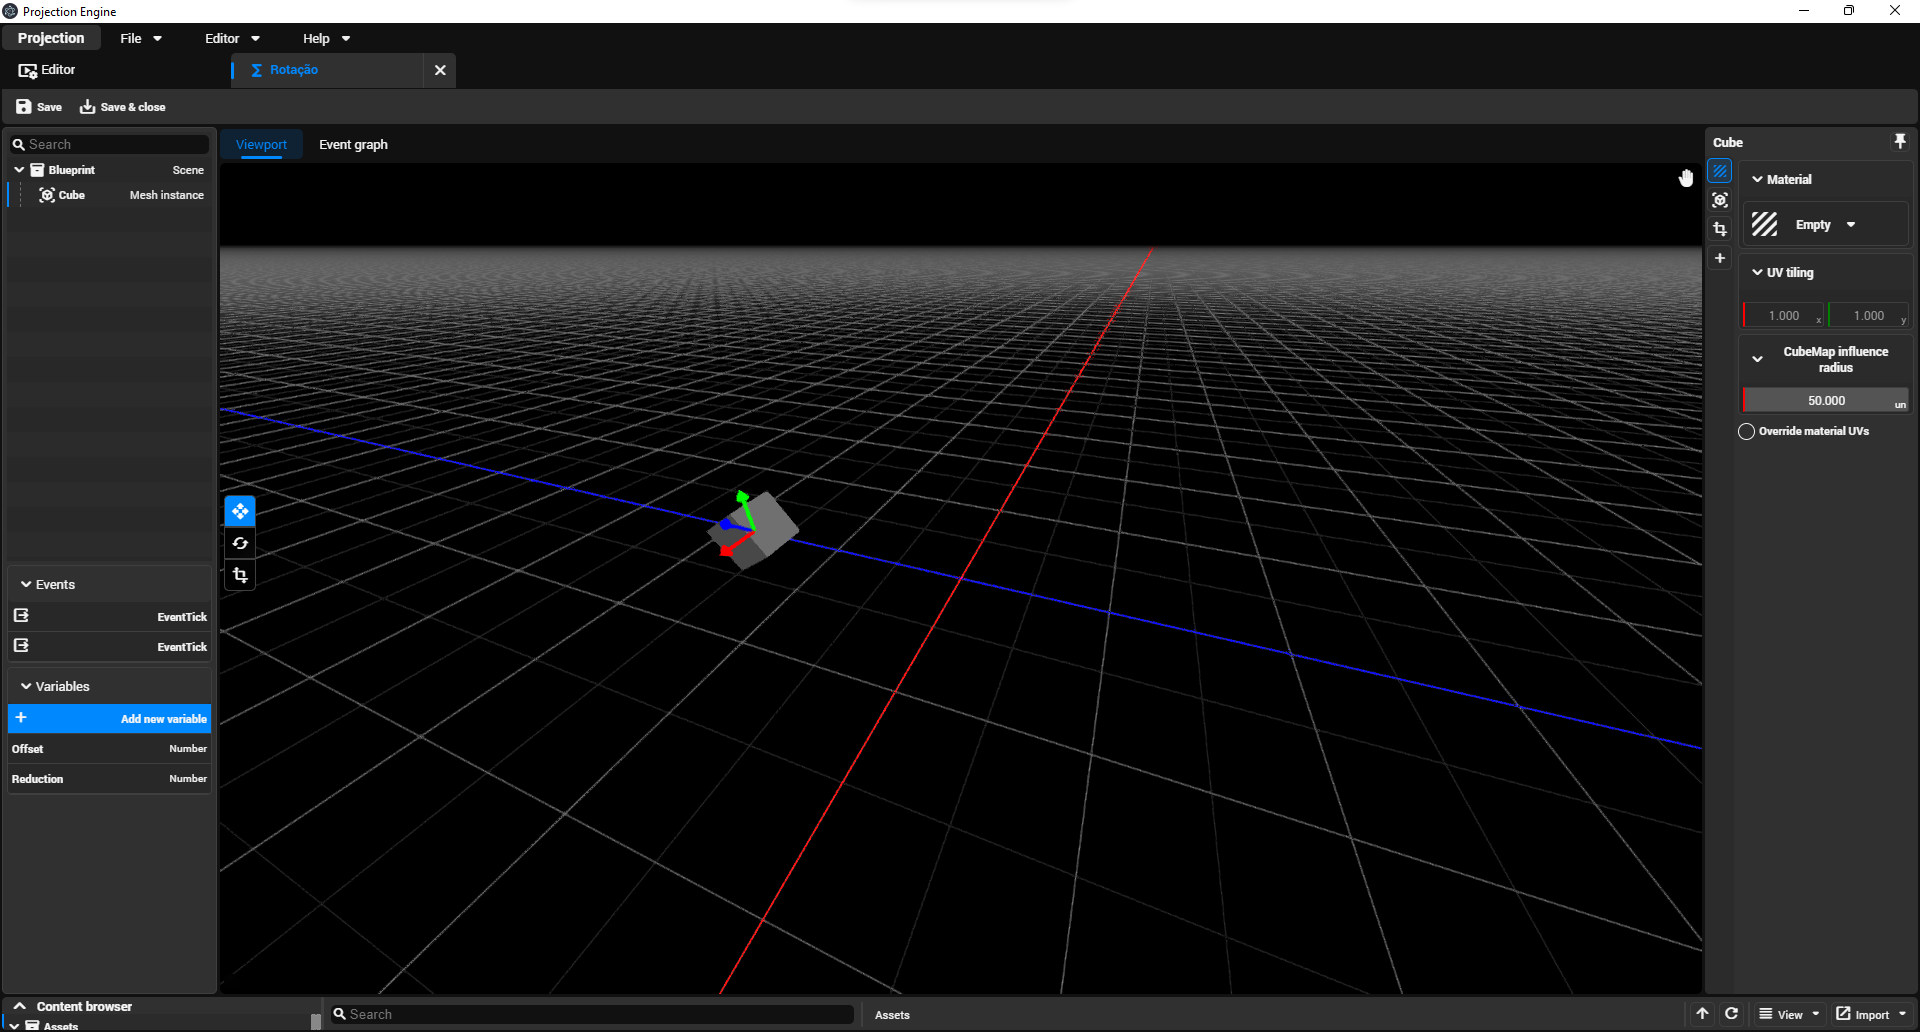 Projection Engine
Projection File Editor Help
Editor Rotação
Save Save & close
Search
Blueprint Scene
Cube Mesh instance
Events
EventTick
EventTick
Variables
Add new variable
Offset Number
Reduction Number
Viewport Event graph
Cube
Material
Empty
UV tiling
1.000 x 1.000 y
CubeMap influence
radius
50.000 un
Override material UVs
Content browser
Assets
Search
Assets
View Import